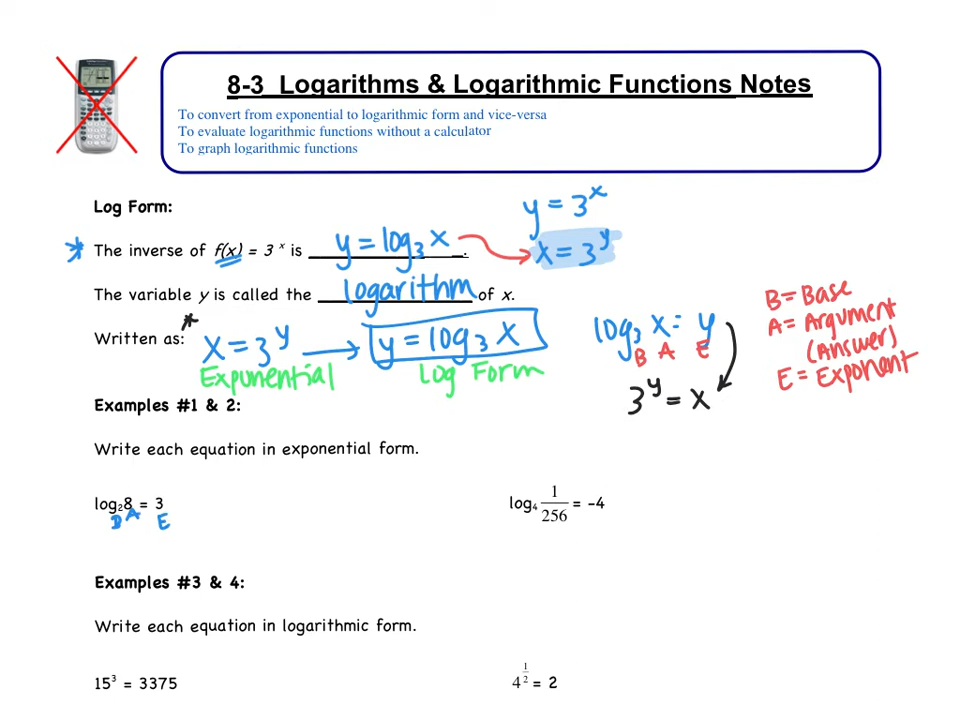 8-3 Logarithms & Logarithmic Functions Notes
To convert from exponential to logarithmic form and vice-versa
To evaluate logarithmic functions without a calculator
To graph logarithmic functions
Log Form:
y = 3^x
The inverse of f(x) = 3^x is y = log₃ x.
x = 3^y
The variable y is called the logarithm of x.
Written as: x = 3^y → y = log₃ x
Exponential Log Form
log₃ x = y
B A E
3^y = x
B = Base
A = Argument
(Answer)
E = Exponent
Examples #1 & 2:
Write each equation in exponential form.
log₂8 = 3
B A E
log₄ 1/256 = -4
Examples #3 & 4:
Write each equation in logarithmic form.
15³ = 3375
4^(1/2) = 2